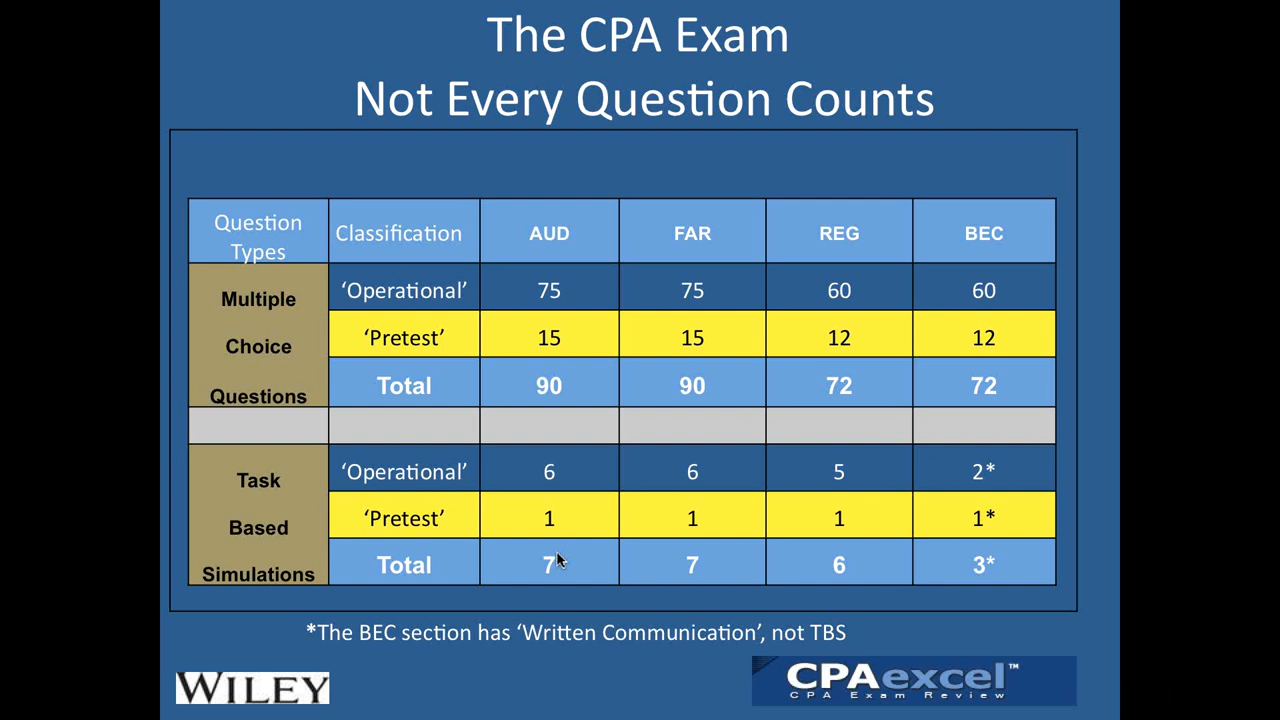 The CPA Exam
Not Every Question Counts
Question Types Classification AUD FAR REG BEC
Multiple Choice Questions
‘Operational’ 75 75 60 60
‘Pretest’ 15 15 12 12
Total 90 90 72 72
Task Based Simulations
‘Operational’ 6 6 5 2*
‘Pretest’ 1 1 1 1*
Total 7 7 6 3*
*The BEC section has ‘Written Communication’, not TBS
WILEY
CPAexcel™
CPA Exam Review